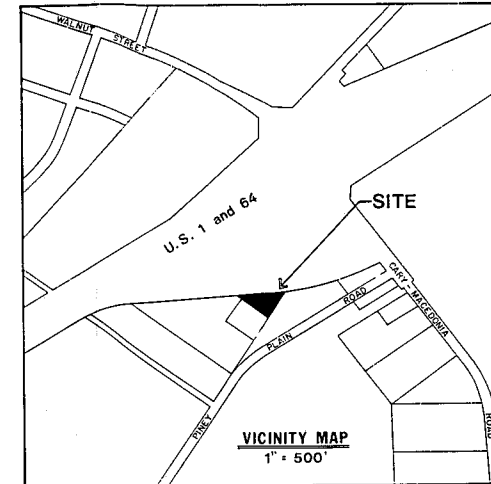 WALNUT STREET
U.S. 1 and 64
SITE
CARY - MACEDONIA ROAD
PINEY PLAIN ROAD
VICINITY MAP
1" = 500'